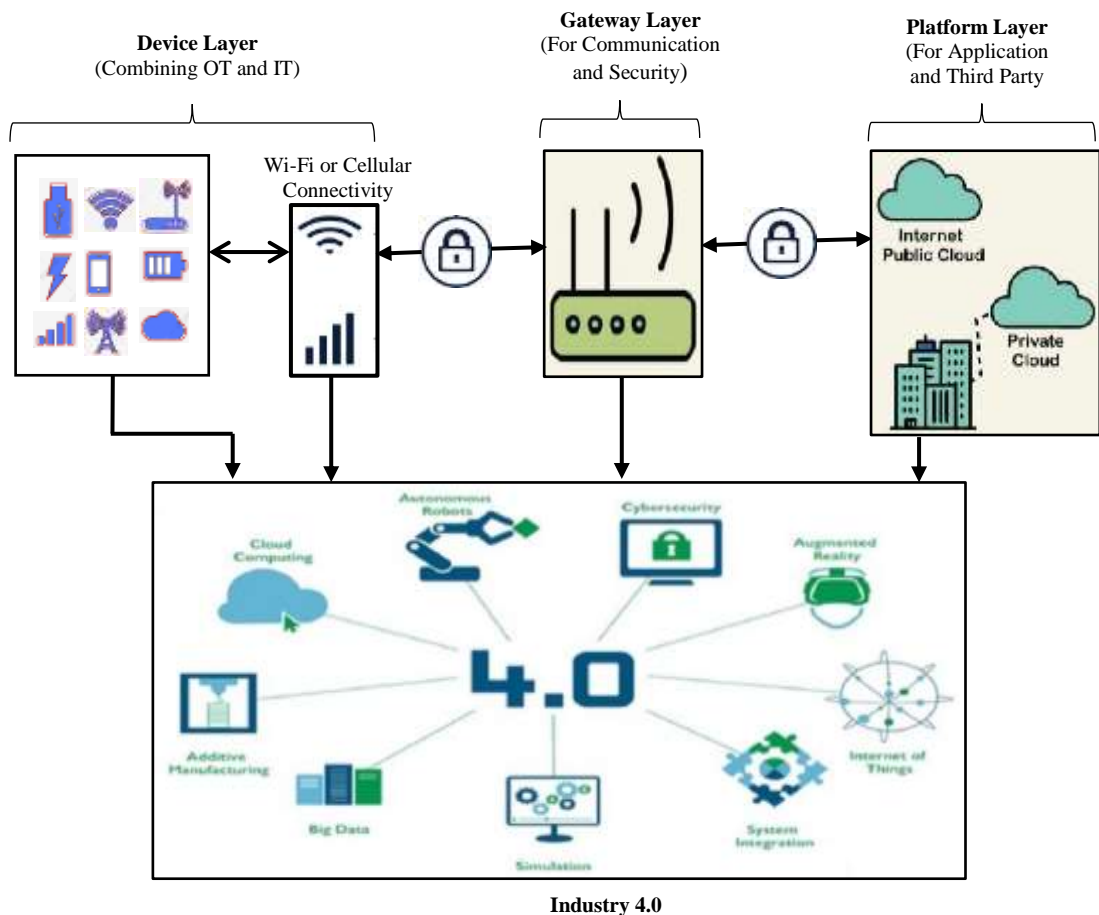 Device Layer
(Combining OT and IT)
Gateway Layer
(For Communication
and Security)
Platform Layer
(For Application
and Third Party
Wi-Fi or Cellular
Connectivity
Internet
Public Cloud
Private
Cloud
Autonomous
Robots
Cybersecurity
Cloud
Computing
Augmented
Reality
4.0
Additive
Manufacturing
Internet of
Things
Big Data
System
Integration
Simulation
Industry 4.0